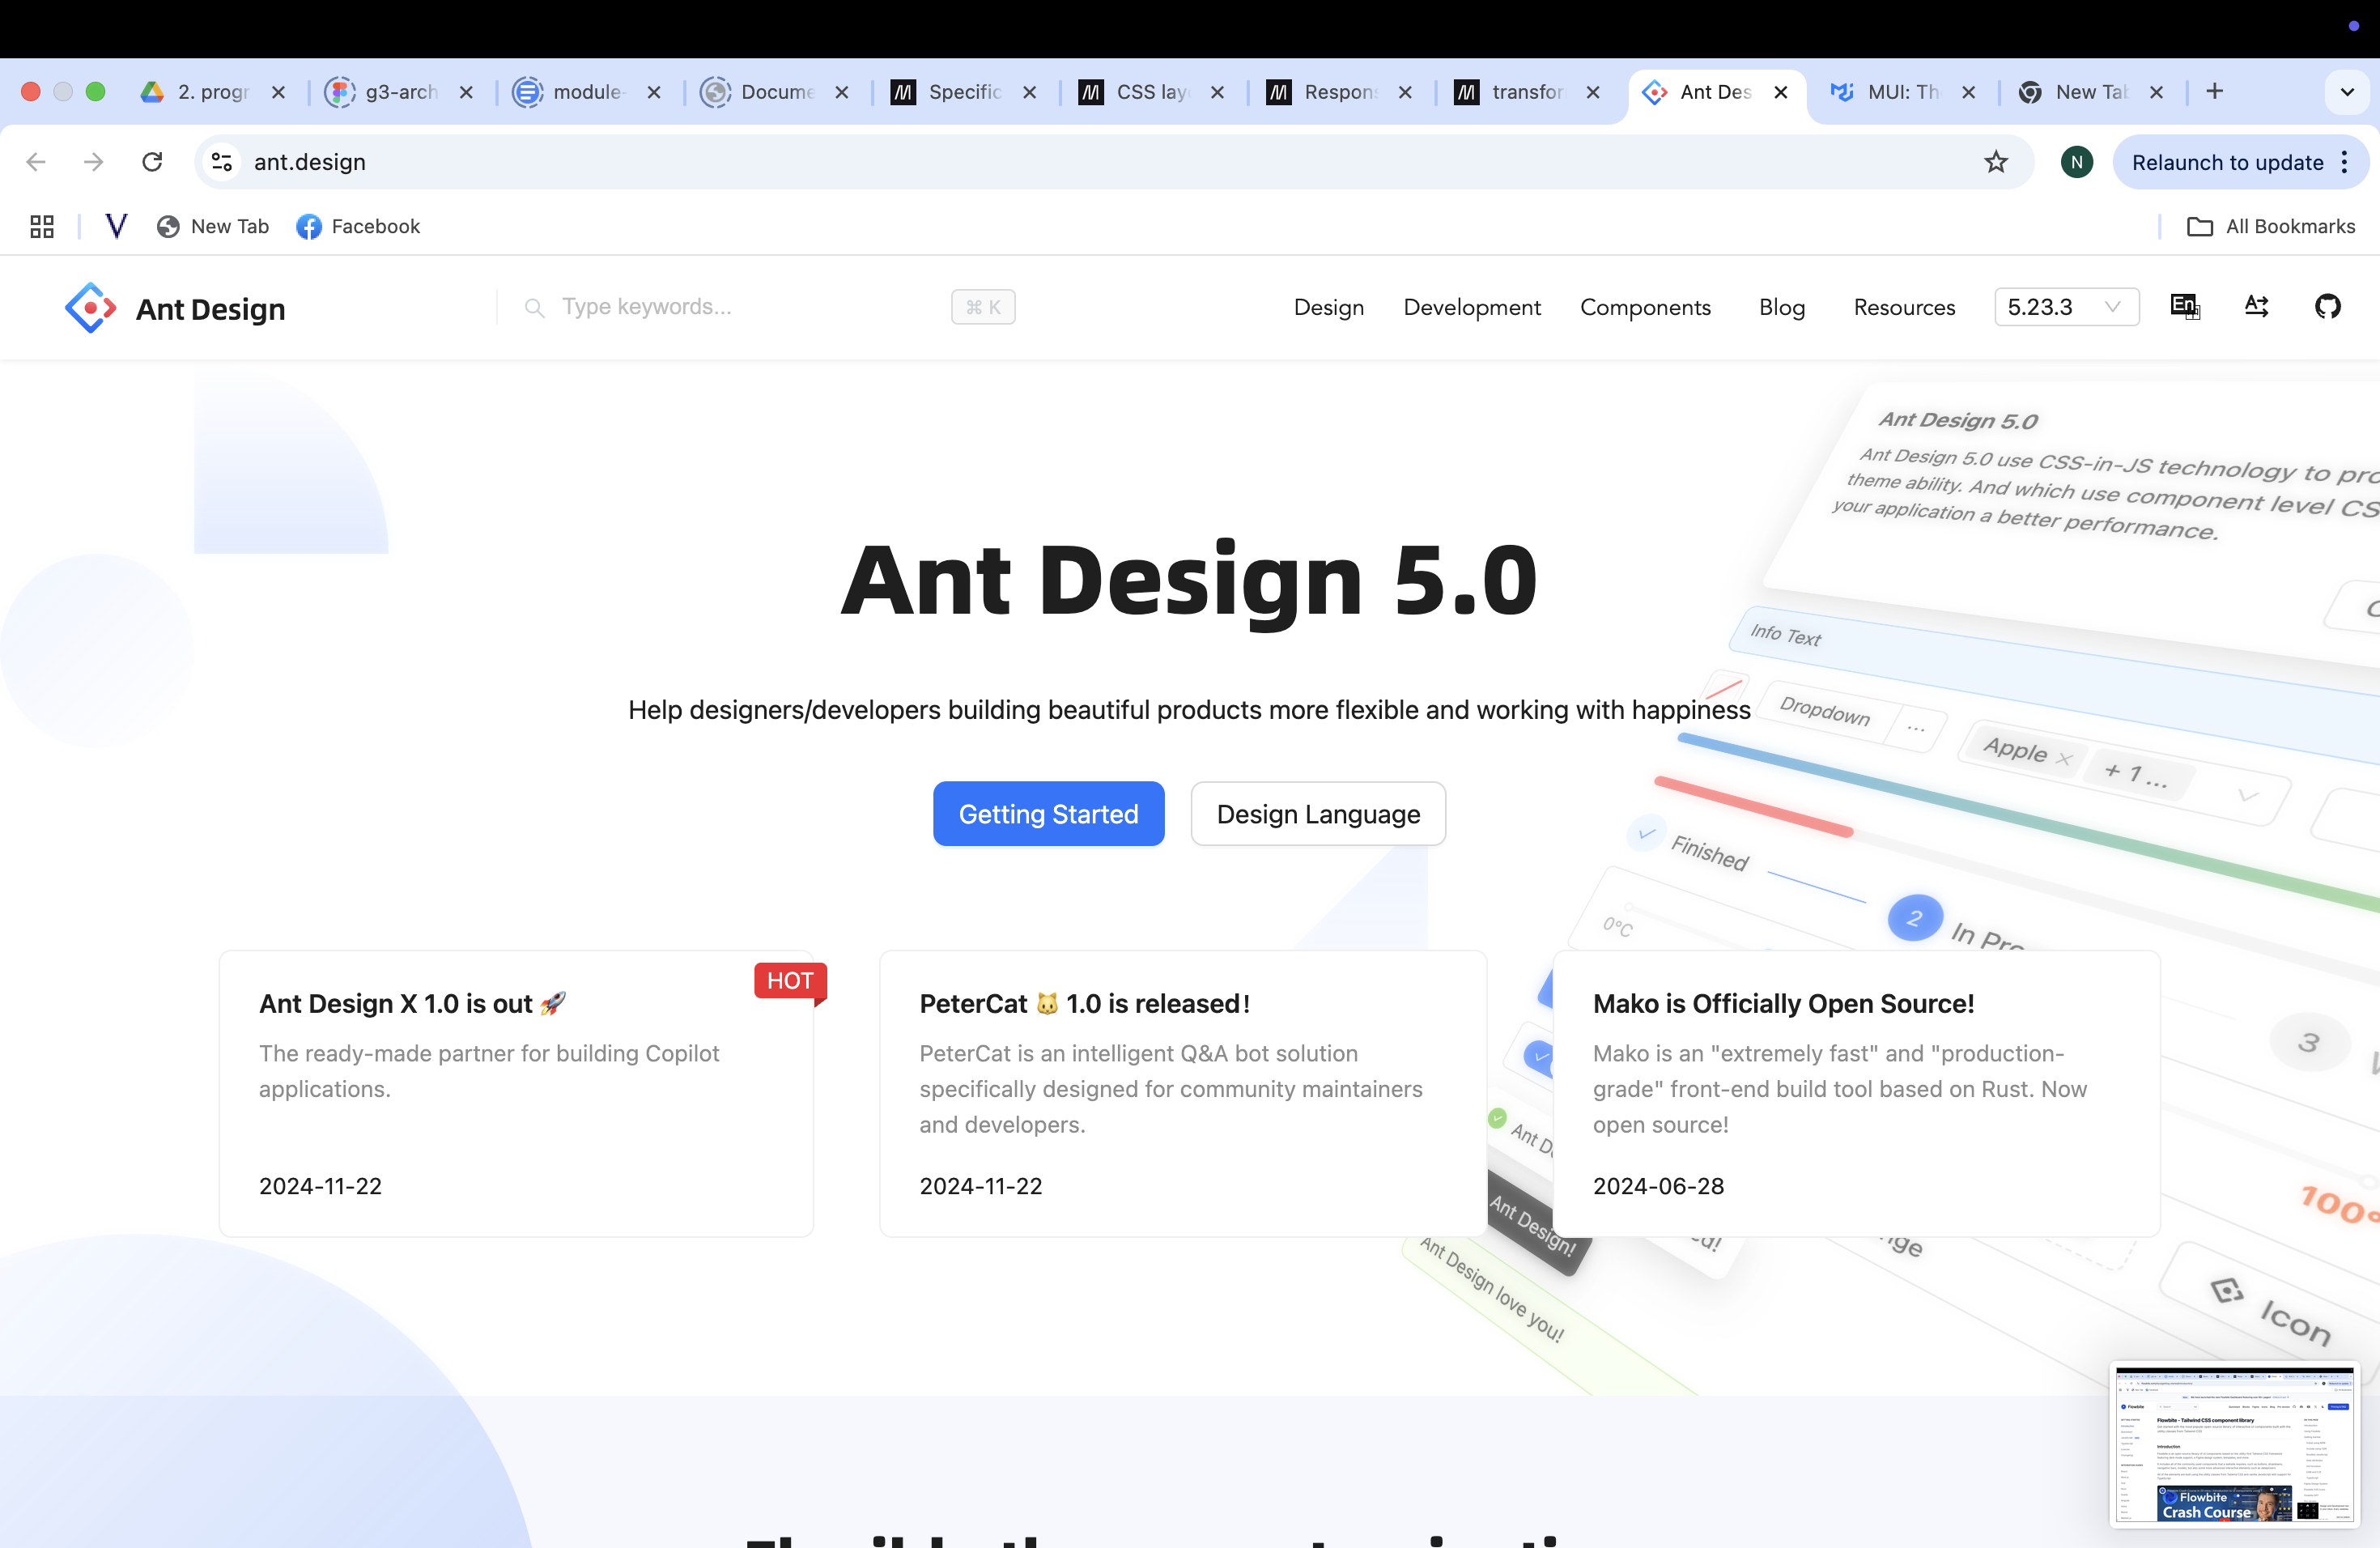 2. progr
g3-arch
module-
Docume
Specific
CSS lay
Respons
transfor
Ant Des
MUI: Th
New Tab
ant.design
N
Relaunch to update
New Tab
Facebook
All Bookmarks
Ant Design
Type keywords...
⌘ K
Design
Development
Components
Blog
Resources
5.23.3
En
Ant Design 5.0
Ant Design 5.0 use CSS-in-JS technology to pro
theme ability. And which use component level CS
your application a better performance.
Ant Design 5.0
Info Text
Help designers/developers building beautiful products more flexible and working with happiness
Dropdown
...
Apple
+ 1 ...
Getting Started
Design Language
Finished
0°C
2
In Pro
3
HOT
Ant Design X 1.0 is out 🚀
The ready-made partner for building Copilot
applications.
2024-11-22
PeterCat 🐱 1.0 is released!
PeterCat is an intelligent Q&A bot solution
specifically designed for community maintainers
and developers.
2024-11-22
Mako is Officially Open Source!
Mako is an "extremely fast" and "production-
grade" front-end build tool based on Rust. Now
open source!
2024-06-28
Ant D
Ant Design!
Ant Design love you!
100°
Icon
Flowbite - Tailwind CSS component library
Introduction
Flowbite
Crash Course